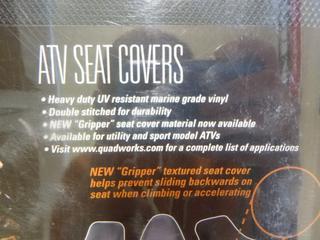 ATV SEAT COVERS
• Heavy duty UV resistant marine grade vinyl
• Double stitched for durability
• NEW "Gripper" seat cover material now available
• Available for utility and sport model ATVs
• Visit www.quadworks.com for a complete list of applications
NEW "Gripper" textured seat cover
helps prevent sliding backwards on
seat when climbing or accelerating